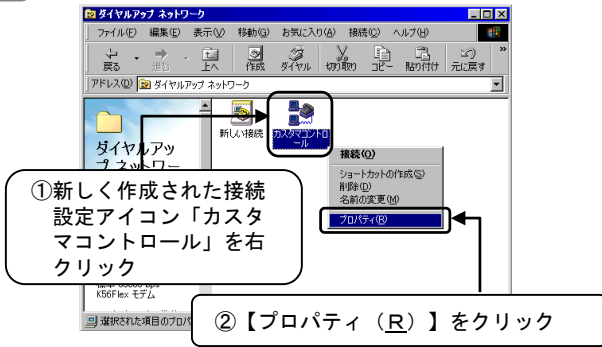 ダイヤルアップ ネットワーク
ファイル(F) 編集(E) 表示(V) 移動(G) お気に入り(A) 接続(C) ヘルプ(H)
戻る 進む 上へ 作成 ダイヤル 切り取り コピー 貼り付け 元に戻す »
アドレス(D) ダイヤルアップ ネットワーク
新しい接続 カスタマコントロール
ダイヤルアッ
プ ネットワー
接続(O)
ショートカットの作成(S)
削除(D)
名前の変更(M)
プロパティ(R)
①新しく作成された接続
設定アイコン「カスタ
マコントロール」を右
クリック
K56Flex モデム
選択された項目のプロパ
②【プロパティ（R）】をクリック